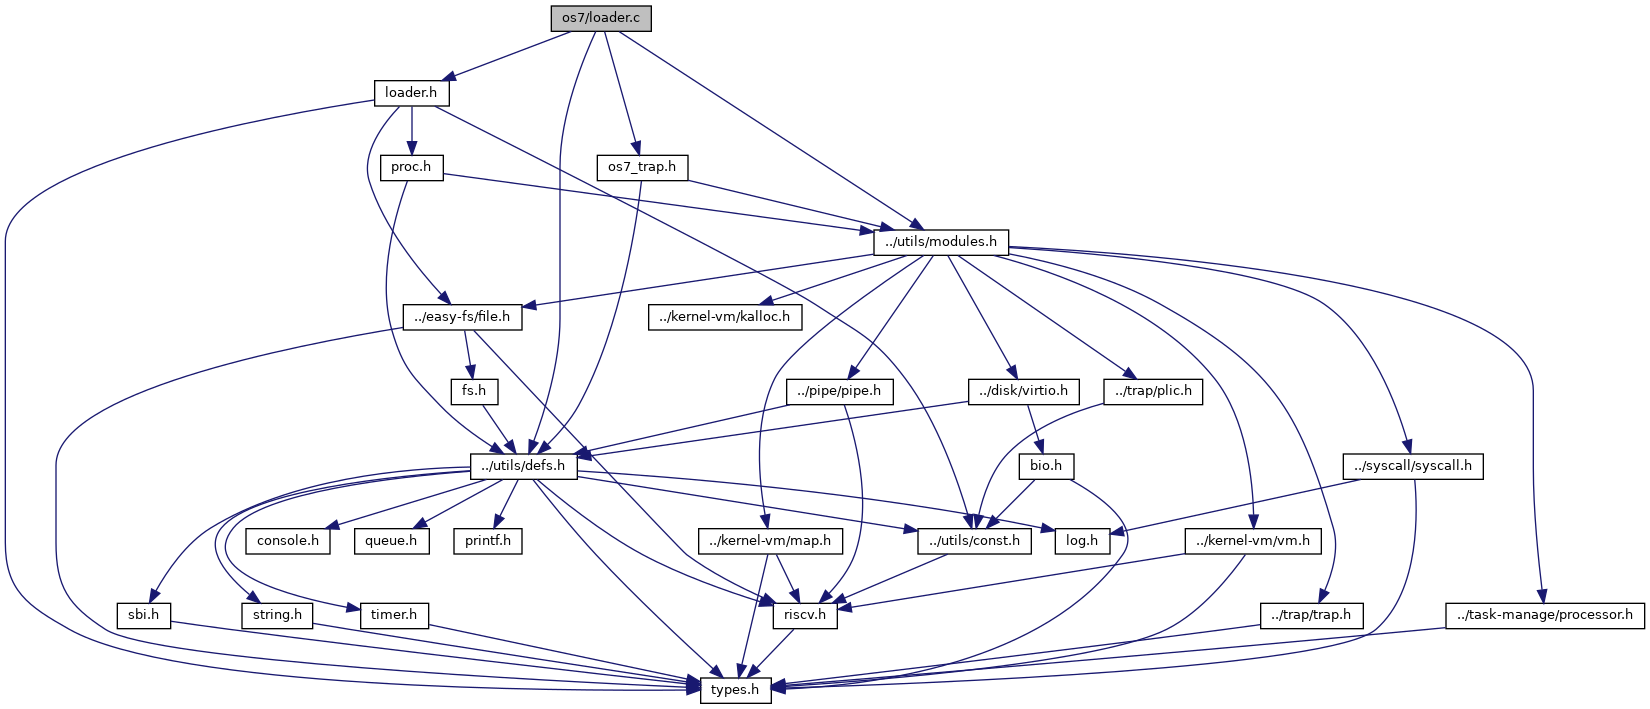 os7/loader.c
loader.h
proc.h
os7_trap.h
../utils/modules.h
../easy-fs/file.h
../kernel-vm/kalloc.h
fs.h
../pipe/pipe.h
../disk/virtio.h
../trap/plic.h
../utils/defs.h
bio.h
../syscall/syscall.h
console.h
queue.h
printf.h
../kernel-vm/map.h
../utils/const.h
log.h
../kernel-vm/vm.h
sbi.h
string.h
timer.h
riscv.h
../trap/trap.h
../task-manage/processor.h
types.h